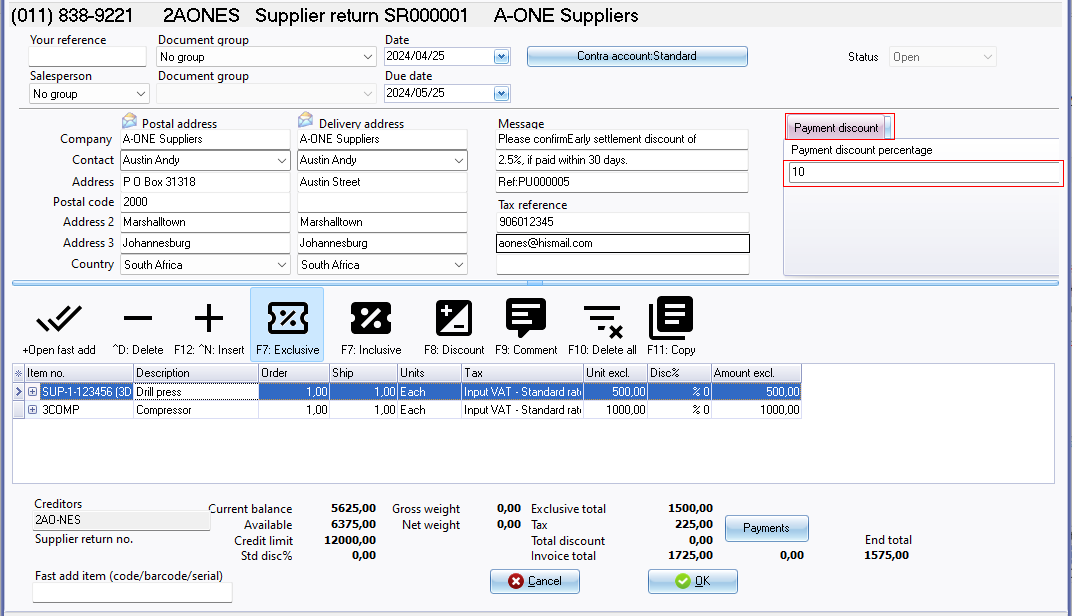 (011) 838-9221 2AONES Supplier return SR000001 A-ONE Suppliers
Your reference Document group Date
No group 2024/04/25 Contra account:Standard Status Open
Salesperson Document group Due date
No group 2024/05/25
Postal address Delivery address Message Payment discount
Company A-ONE Suppliers A-ONE Suppliers Please confirmEarly settlement discount of
Payment discount percentage
Contact Austin Andy Austin Andy 2.5%, if paid within 30 days.
10
Address P O Box 31318 Austin Street Ref:PU000005
Postal code 2000 Tax reference
Address 2 Marshalltown Marshalltown 906012345
Address 3 Johannesburg Johannesburg aones@hismail.com
Country South Africa South Africa
+Open fast add ^D: Delete F12: ^N: Insert F7: Exclusive F7: Inclusive F8: Discount F9: Comment F10: Delete all F11: Copy
Item no. Description Order Ship Units Tax Unit excl. Disc% Amount excl.
SUP-1-123456 (3D Drill press 1,00 1,00 Each Input VAT - Standard rate 500,00 % 0 500,00
3COMP Compressor 1,00 1,00 Each Input VAT - Standard rate 1000,00 % 0 1000,00
Creditors Current balance 5625,00 Gross weight 0,00 Exclusive total 1500,00
2AO-NES Available 6375,00 Net weight 0,00 Tax 225,00 Payments
Supplier return no. Credit limit 12000,00 Total discount 0,00 End total
Std disc% 0,00 Invoice total 1725,00 0,00 1575,00
Fast add item (code/barcode/serial) Cancel OK